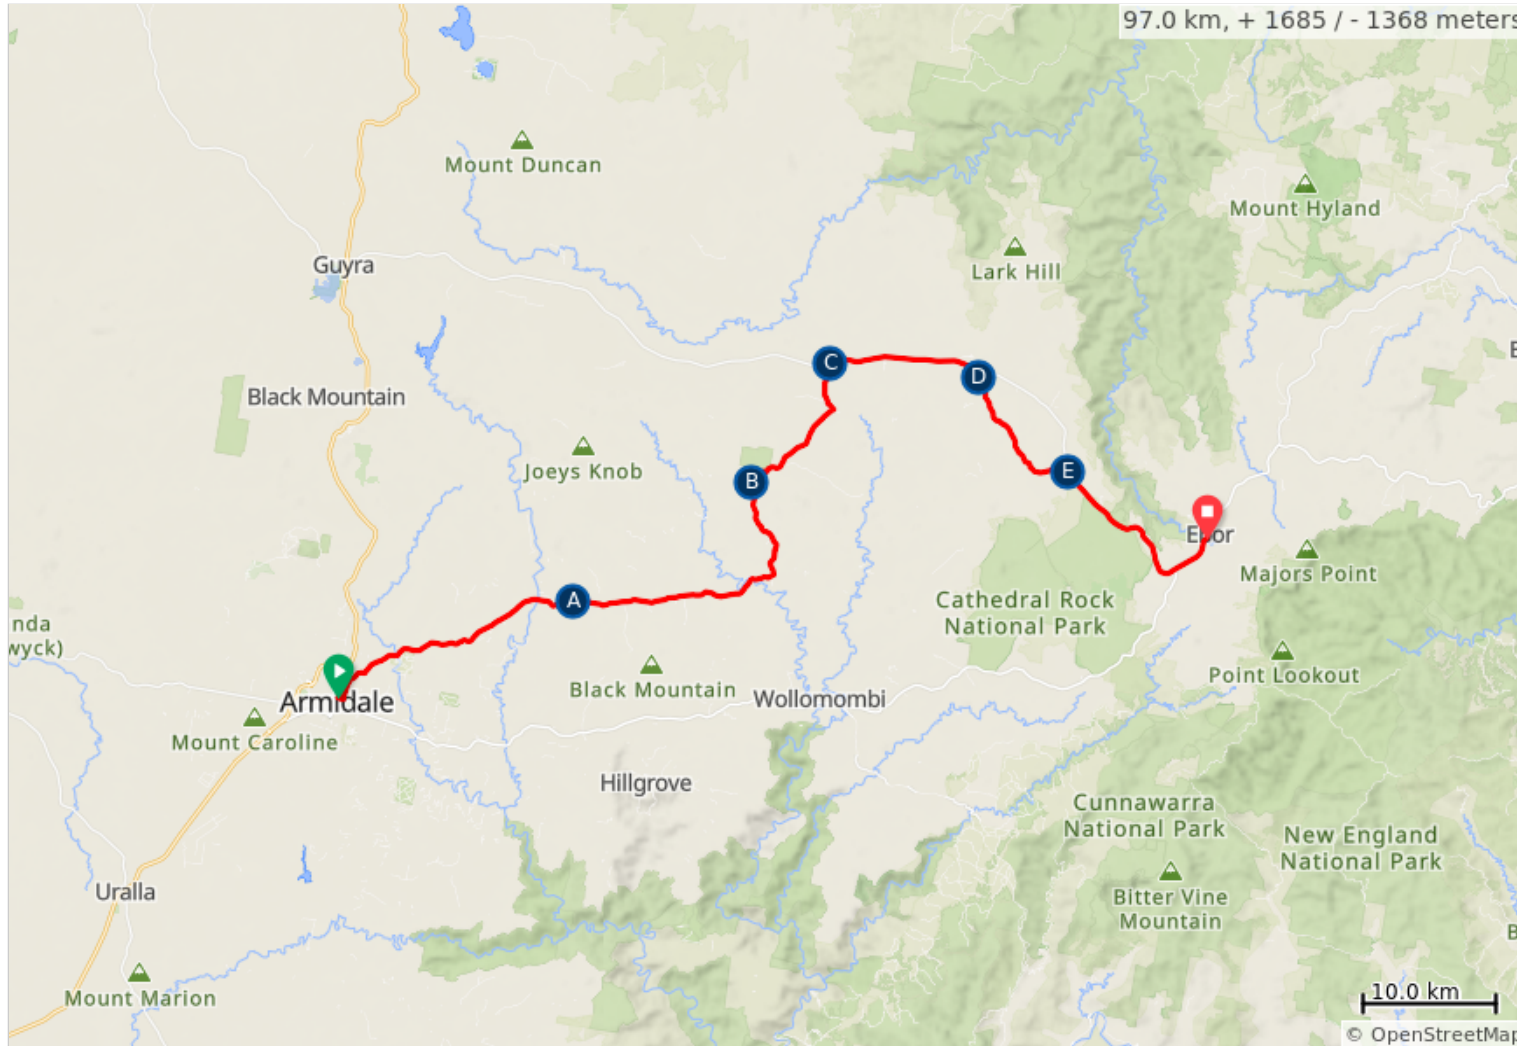 97.0 km, + 1685 / - 1368 meters
Mount Duncan
Mount Hyland
Guyra
Lark Hill
C
D
Black Mountain
Joeys Knob
E
B
Ebor
Majors Point
A
Cathedral Rock
National Park
nda
wyck)
Point Lookout
Black Mountain
Armidale
Wollomombi
Mount Caroline
Hillgrove
Cunnawarra
National Park
New England
National Park
Uralla
Bitter Vine
Mountain
Mount Marion
10.0 km
© OpenStreetMap